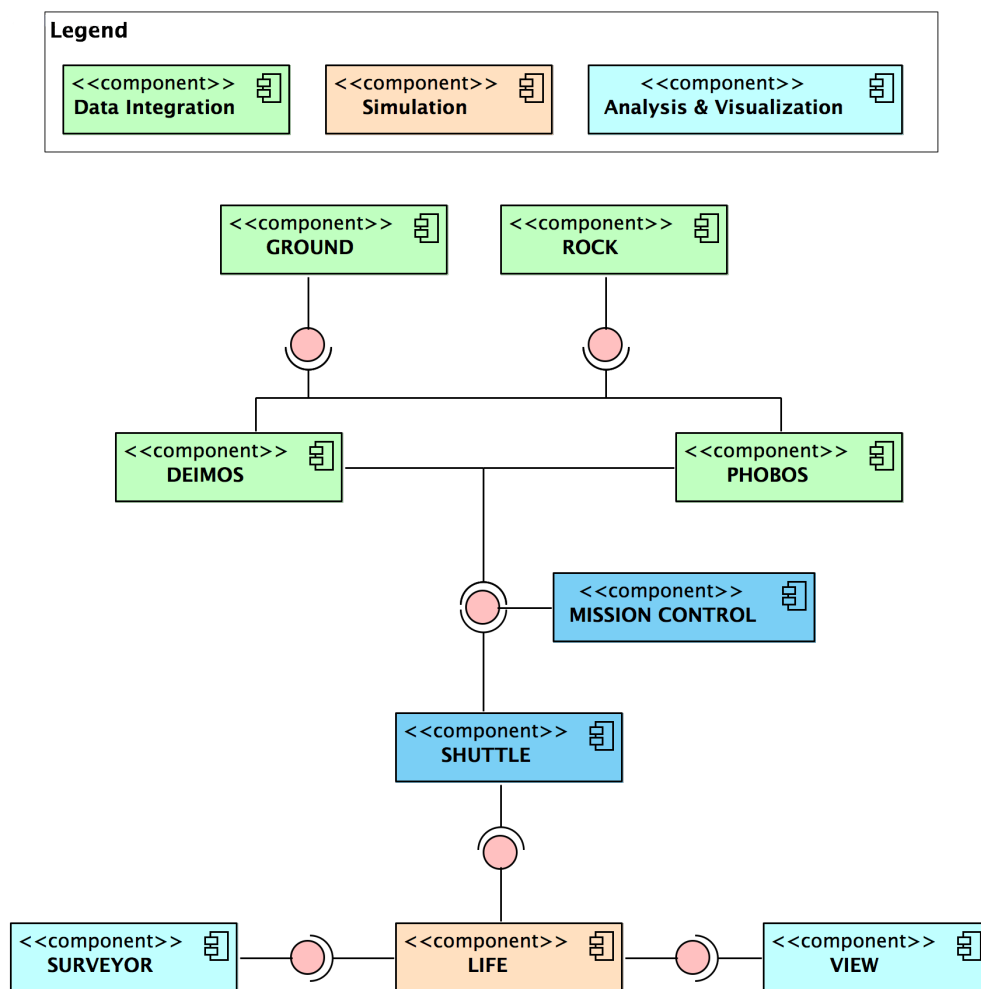 Legend
<<component>>
Data Integration
<<component>>
Simulation
<<component>>
Analysis & Visualization
<<component>>
GROUND
<<component>>
ROCK
<<component>>
DEIMOS
<<component>>
PHOBOS
<<component>>
MISSION CONTROL
<<component>>
SHUTTLE
<<component>>
SURVEYOR
<<component>>
LIFE
<<component>>
VIEW